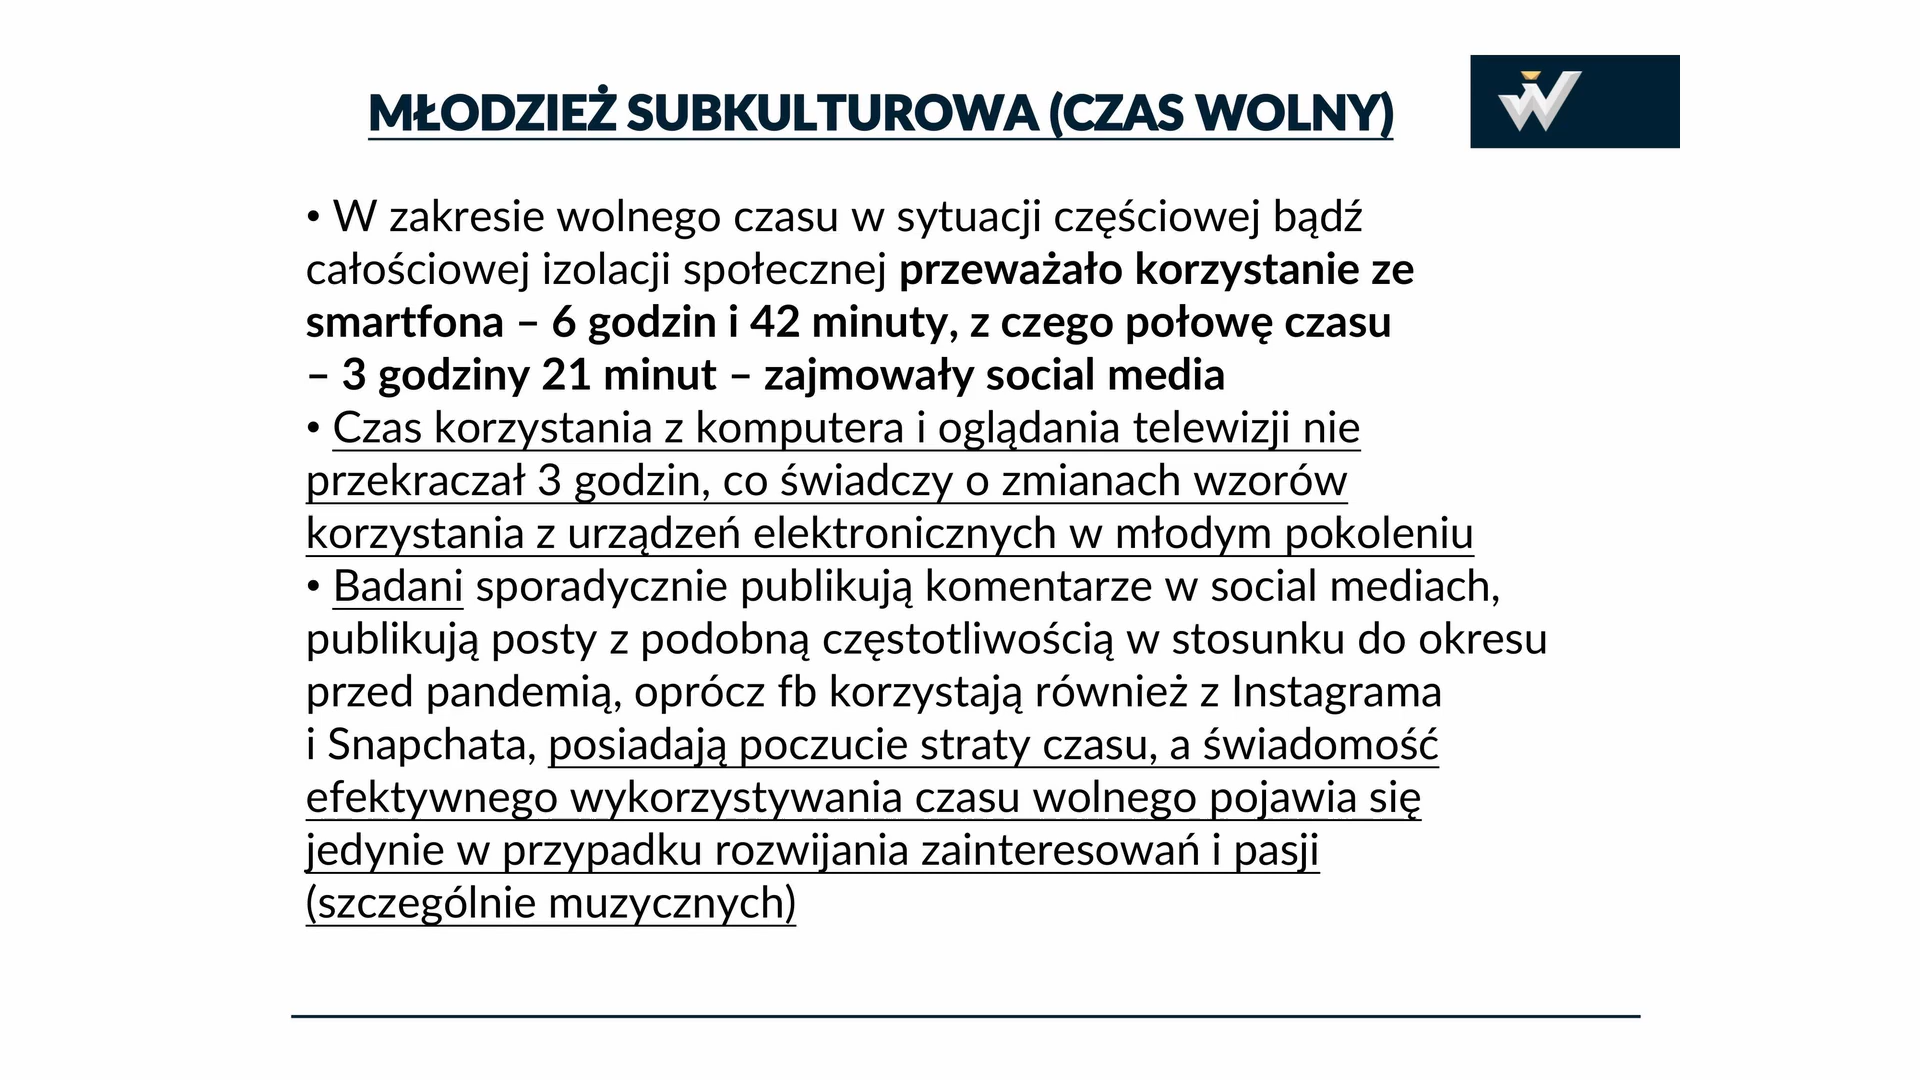 MŁODZIEŻ SUBKULTUROWA (CZAS WOLNY)
• W zakresie wolnego czasu w sytuacji częściowej bądź
całościowej izolacji społecznej przeważało korzystanie ze
smartfona – 6 godzin i 42 minuty, z czego połowę czasu
– 3 godziny 21 minut – zajmowały social media
• Czas korzystania z komputera i oglądania telewizji nie
przekraczał 3 godzin, co świadczy o zmianach wzorów
korzystania z urządzeń elektronicznych w młodym pokoleniu
• Badani sporadycznie publikują komentarze w social mediach,
publikują posty z podobną częstotliwością w stosunku do okresu
przed pandemią, oprócz fb korzystają również z Instagrama
i Snapchata, posiadają poczucie straty czasu, a świadomość
efektywnego wykorzystywania czasu wolnego pojawia się
jedynie w przypadku rozwijania zainteresowań i pasji
(szczególnie muzycznych)